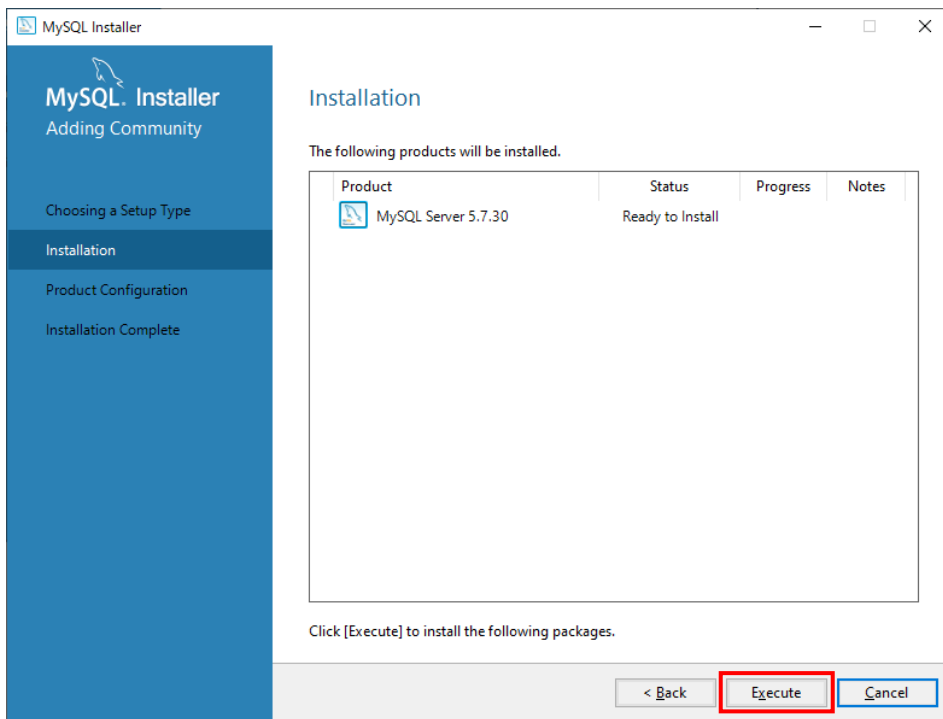 MySQL Installer
MySQL. Installer
Adding Community
Choosing a Setup Type
Installation
Product Configuration
Installation Complete
Installation
The following products will be installed.
Product Status Progress Notes
MySQL Server 5.7.30 Ready to Install
Click [Execute] to install the following packages.
< Back Execute Cancel